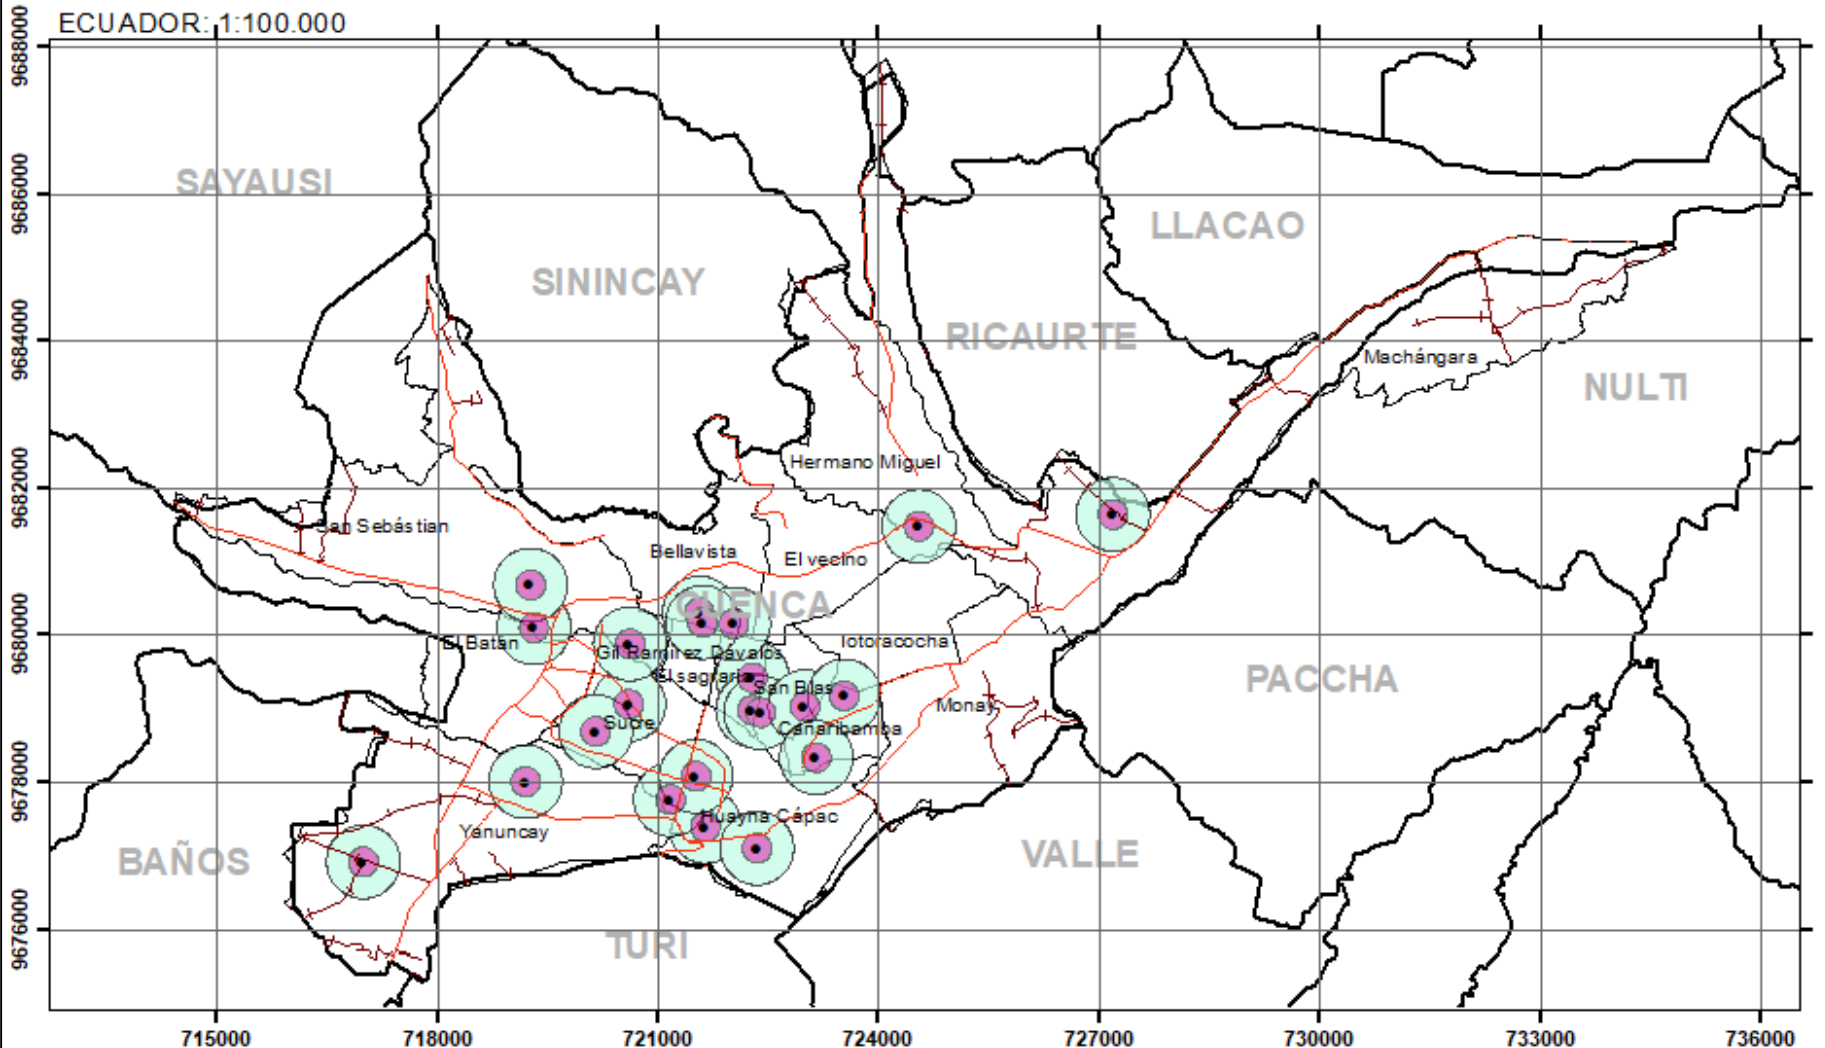 ECUADOR: 1:100.000
9688000
9686000
9684000
9682000
9680000
9678000
9676000
SAYAUSI
SININCAY
LLACAO
RICAURTE
Machángara
NULTI
Hermano Miguel
San Sebástian
Bellavista
El vecino
CUENCA
El Batán
Totoracocha
Gil Ramírez Dávalos
El sagrario
San Blas
PACCHA
Monay
Sucre
Cañaribamba
Huayna Cápac
Yanuncay
BAÑOS
VALLE
TURI
715000 718000 721000 724000 727000 730000 733000 736000